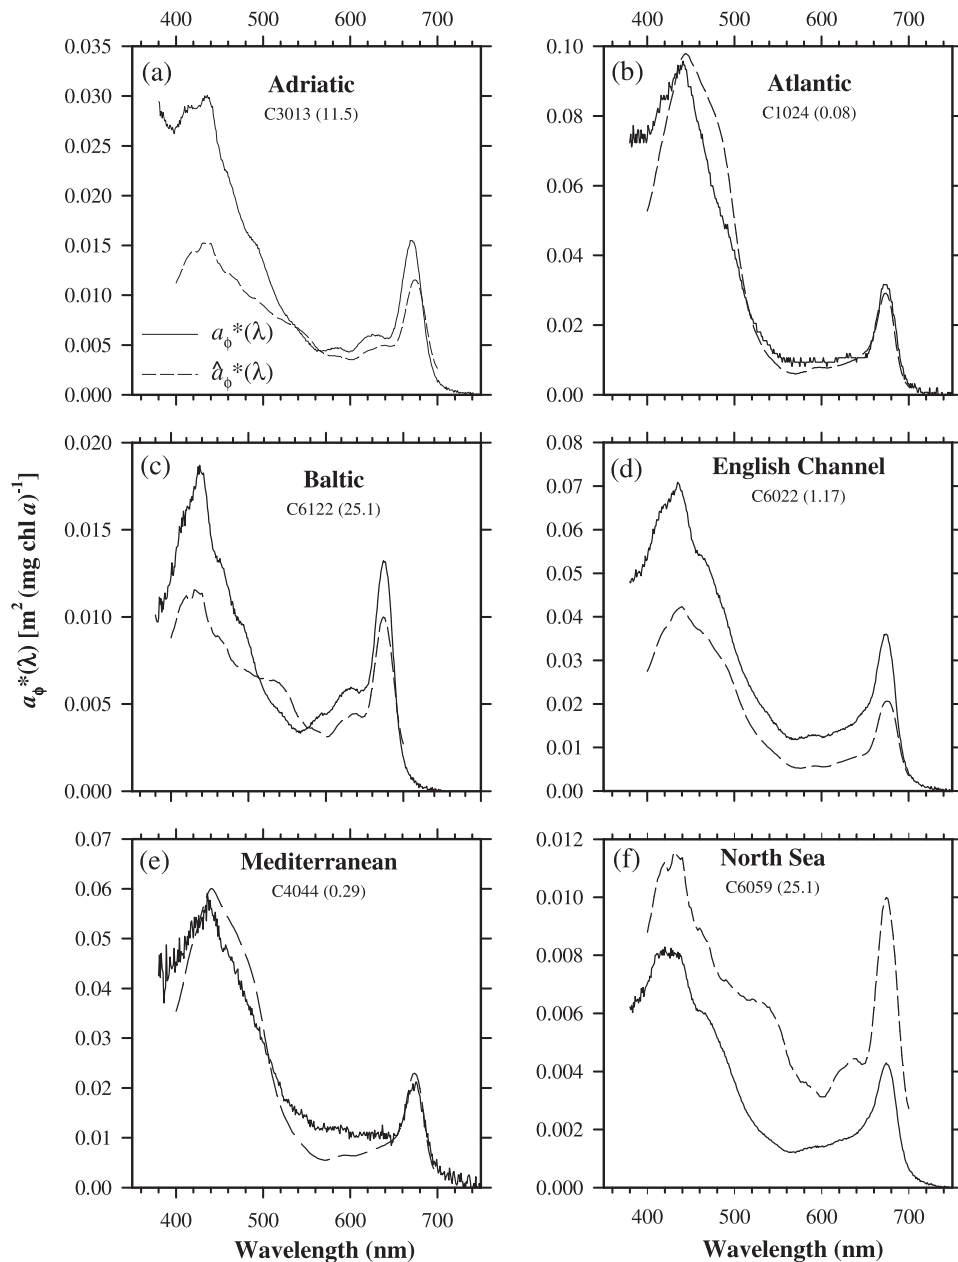 400 500 600 700
400 500 600 700
0.035
0.030
0.025
0.020
0.015
0.010
0.005
0.000
(a)
Adriatic
C3013 (11.5)
aϕ*(λ)
âϕ*(λ)
0.10
0.08
0.06
0.04
0.02
0.00
(b)
Atlantic
C1024 (0.08)
aϕ*(λ) [m² (mg chl a)⁻¹]
0.020
0.015
0.010
0.005
0.000
(c)
Baltic
C6122 (25.1)
0.08
0.07
0.06
0.05
0.04
0.03
0.02
0.01
0.00
(d)
English Channel
C6022 (1.17)
0.07
0.06
0.05
0.04
0.03
0.02
0.01
0.00
(e)
Mediterranean
C4044 (0.29)
400 500 600 700
Wavelength (nm)
0.012
0.010
0.008
0.006
0.004
0.002
0.000
(f)
North Sea
C6059 (25.1)
400 500 600 700
Wavelength (nm)